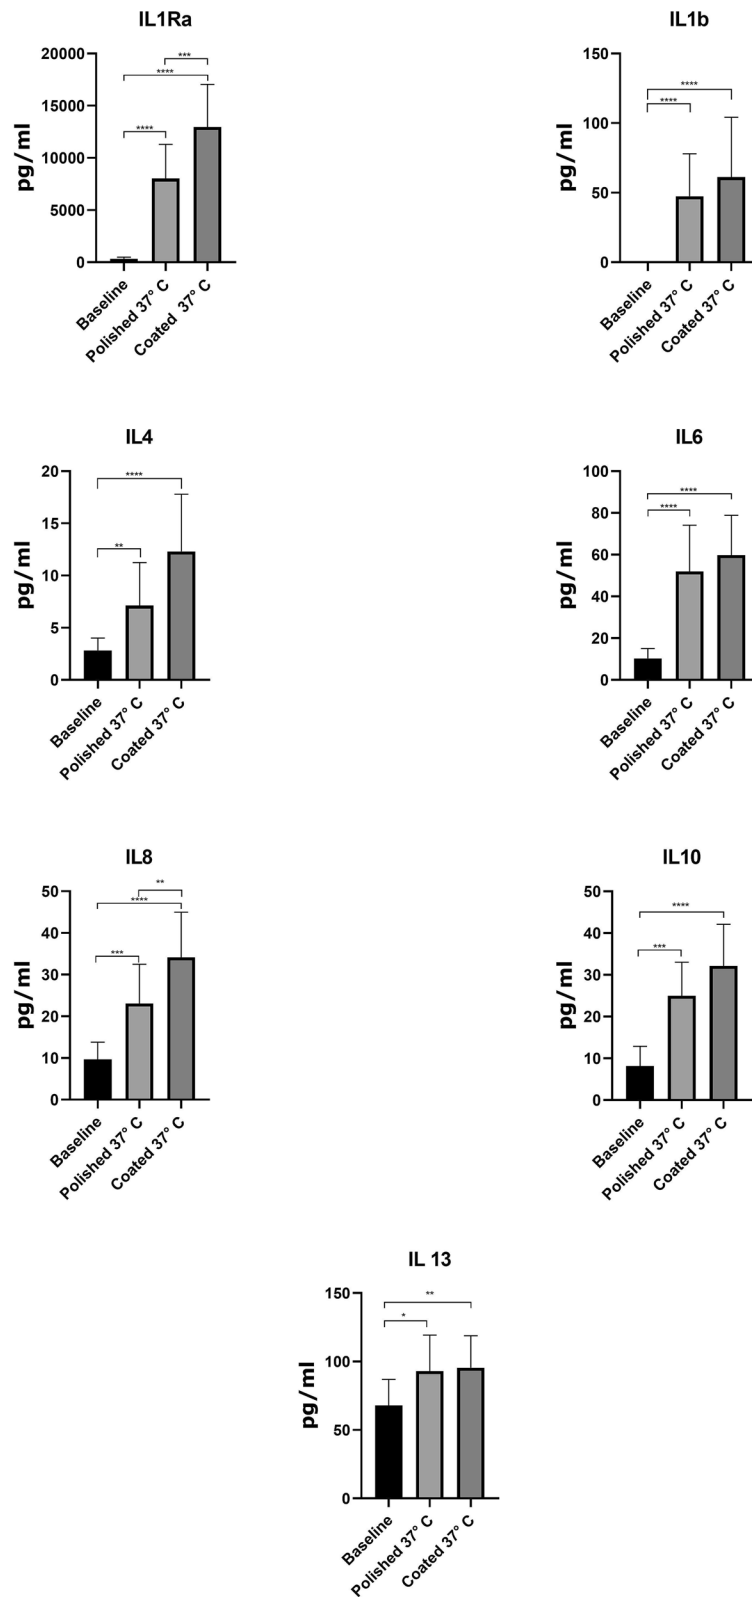 IL1Ra
pg/ml
20000
15000
10000
5000
0
***
****
****
Baseline
Polished 37° C
Coated 37° C
IL1b
pg/ml
150
100
50
0
****
****
Baseline
Polished 37° C
Coated 37° C
IL4
pg/ml
20
15
10
5
0
****
**
Baseline
Polished 37° C
Coated 37° C
IL6
pg/ml
100
80
60
40
20
0
****
****
Baseline
Polished 37° C
Coated 37° C
IL8
pg/ml
50
40
30
20
10
0
**
****
***
Baseline
Polished 37° C
Coated 37° C
IL10
pg/ml
50
40
30
20
10
0
****
***
Baseline
Polished 37° C
Coated 37° C
IL 13
pg/ml
150
100
50
0
**
*
Baseline
Polished 37° C
Coated 37° C